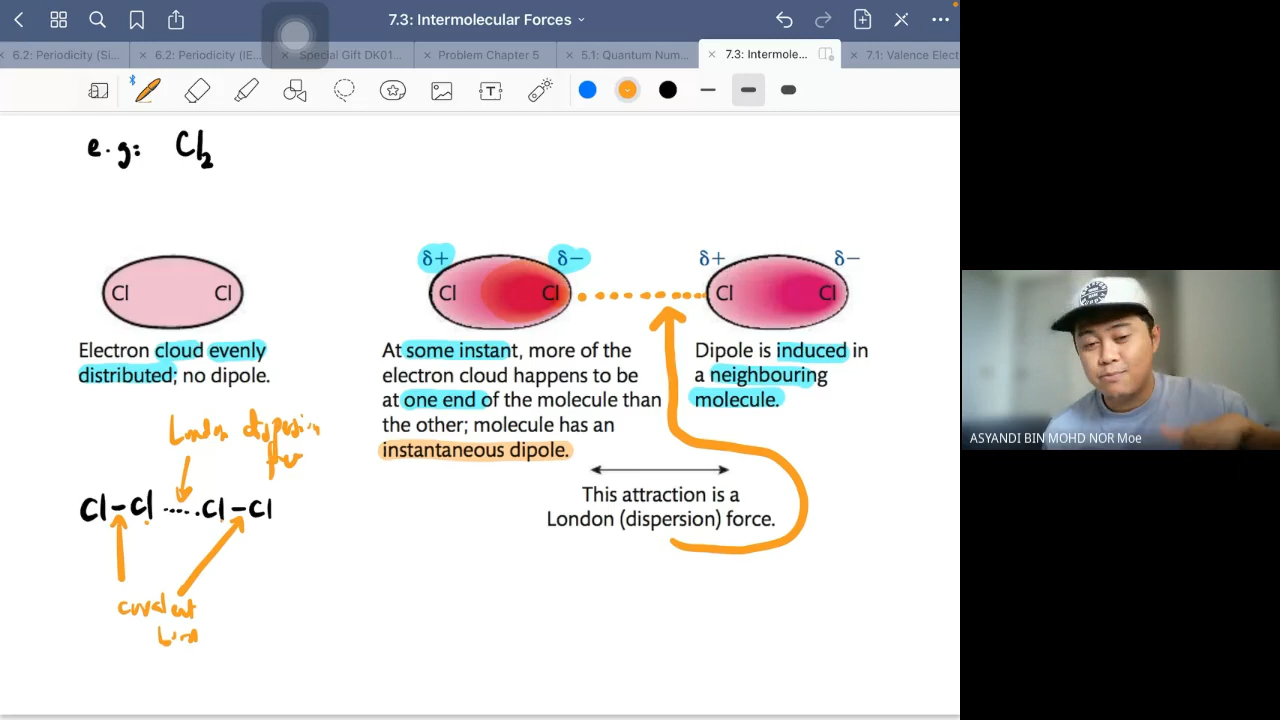 7.3: Intermolecular Forces
6.2: Periodicity (Si...
6.2: Periodicity (IE...
Special Gift DK01...
Problem Chapter 5
5.1: Quantum Num...
7.3: Intermole...
7.1: Valence Elect
e.g: Cl2
δ+ δ− δ+ δ−
Cl Cl Cl Cl Cl Cl
Electron cloud evenly
distributed; no dipole.
At some instant, more of the
electron cloud happens to be
at one end of the molecule than
the other; molecule has an
instantaneous dipole.
Dipole is induced in
a neighbouring
molecule.
This attraction is a
London (dispersion) force.
London dispersion
Cl-Cl.....Cl-Cl
covalent
ASYANDI BIN MOHD NOR Moe